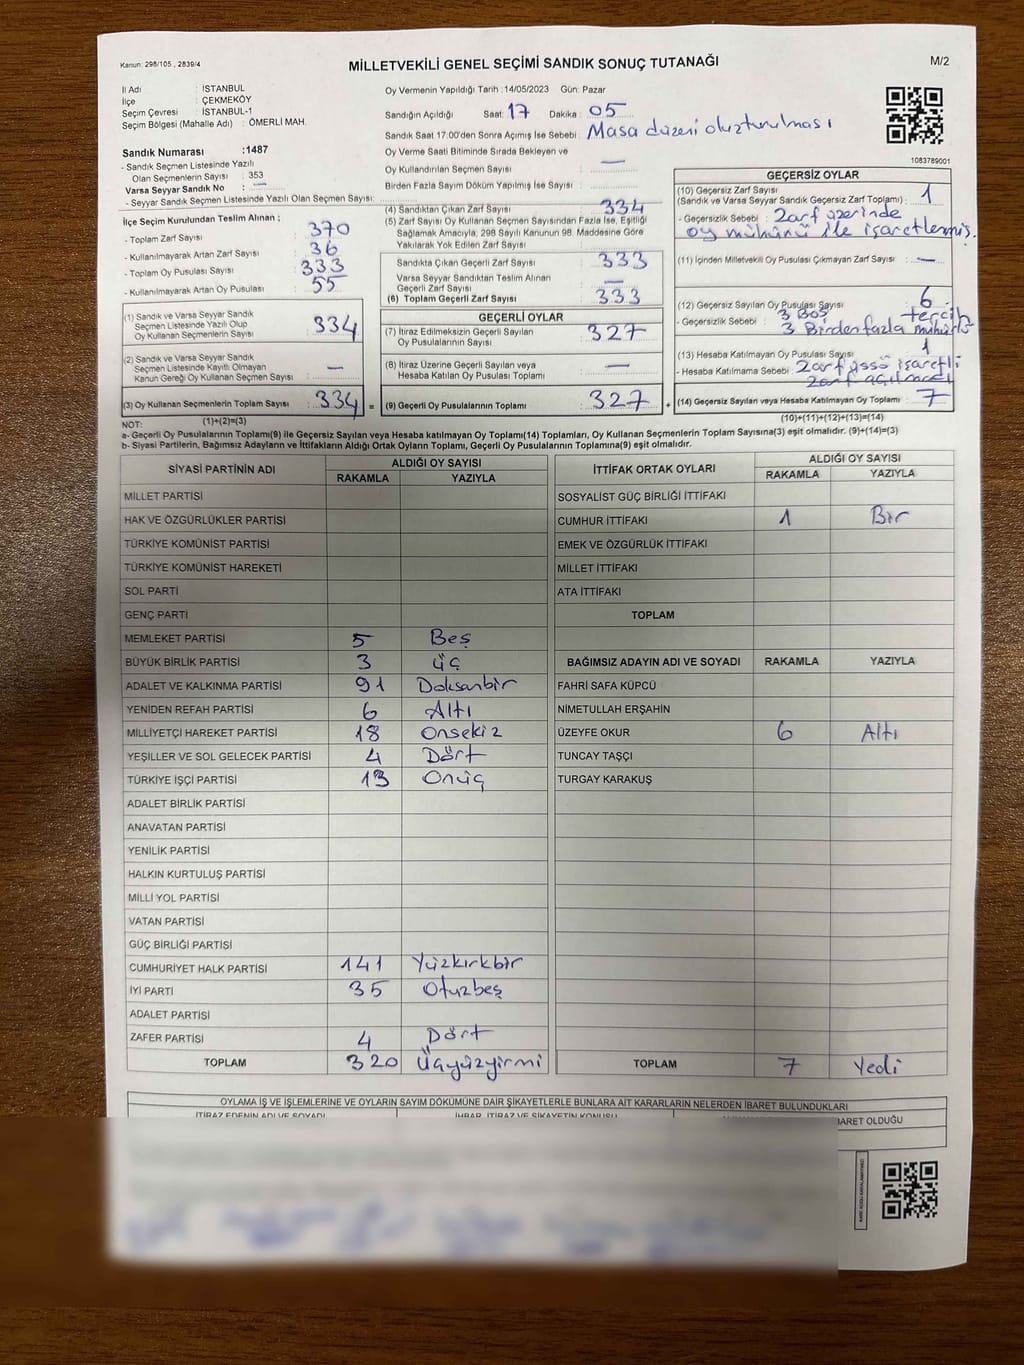 Kanun: 298/105 , 2839/4
MİLLETVEKİLİ GENEL SEÇİMİ SANDIK SONUÇ TUTANAĞI
M/2
İl Adı : İSTANBUL
İlçe : ÇEKMEKÖY
Seçim Çevresi : İSTANBUL-1
Seçim Bölgesi (Mahalle Adı) : ÖMERLİ MAH.
Oy Vermenin Yapıldığı Tarih : 14/05/2023 Gün: Pazar
Sandığın Açıldığı Saat: 17 Dakika : 05
Sandık Saat 17:00'den Sonra Açımış İse Sebebi : Masa düzeni oluşturulması
Sandık Numarası :1487
- Sandık Seçmen Listesinde Yazılı
Olan Seçmenlerin Sayısı : 353
Varsa Seyyar Sandık No : —
- Seyyar Sandık Seçmen Listesinde Yazılı Olan Seçmen Sayısı:
Oy Verme Saati Bitiminde Sırada Bekleyen ve
Oy Kullandırılan Seçmen Sayısı : —
Birden Fazla Sayım Döküm Yapılmış İse Sayısı :
1083789001
İlçe Seçim Kurulundan Teslim Alınan :
- Toplam Zarf Sayısı : 370
- Kullanılmayarak Artan Zarf Sayısı : 36
- Toplam Oy Pusulası Sayısı : 333
- Kullanılmayarak Artan Oy Pusulası : 55
(1) Sandık ve Varsa Seyyar Sandık
Seçmen Listesinde Yazılı Olup
Oy Kullanan Seçmenlerin Sayısı : 334
(2) Sandık ve Varsa Seyyar Sandık
Seçmen Listesinde Kayıtlı Olmayan
Kanun Gereği Oy Kullanan Seçmen Sayısı : —
(3) Oy Kullanan Seçmenlerin Toplam Sayısı : 334 =
(1)+(2)=(3)
(4) Sandıktan Çıkan Zarf Sayısı : 334
(5) Zarf Sayısı Oy Kullanan Seçmen Sayısından Fazla İse, Eşitliği
Sağlamak Amacıyla, 298 Sayılı Kanunun 98. Maddesine Göre
Yakılarak Yok Edilen Zarf Sayısı :
Sandıkta Çıkan Geçerli Zarf Sayısı : 333
Varsa Seyyar Sandıktan Teslim Alınan
Geçerli Zarf Sayısı : —
(6) Toplam Geçerli Zarf Sayısı : 333
GEÇERLİ OYLAR
(7) İtiraz Edilmeksizin Geçerli Sayılan
Oy Pusulalarının Sayısı : 327
(8) İtiraz Üzerine Geçerli Sayılan veya
Hesaba Katılan Oy Pusulası Toplamı : —
(9) Geçerli Oy Pusulalarının Toplamı : 327 +
GEÇERSİZ OYLAR
(10) Geçersiz Zarf Sayısı
(Sandık ve Varsa Seyyar Sandık Geçersiz Zarf Toplamı) : 1
- Geçersizlik Sebebi : Zarf üzerinde
oy mühünü ile işaretlenmiş.
(11) İçinden Milletvekili Oy Pusulası Çıkmayan Zarf Sayısı : —
(12) Geçersiz Sayılan Oy Pusulası Sayısı : 6
- Geçersizlik Sebebi : 3 Boş tercih
3 Birden fazla mühürlü
(13) Hesaba Katılmayan Oy Pusulası Sayısı : 1
- Hesaba Katılmama Sebebi : Zarf üssü işaretli
zarf açılmadı
(14) Geçersiz Sayılan veya Hesaba Katılmayan Oy Toplamı : 7
(10)+(11)+(12)+(13)=(14)
NOT:
a- Geçerli Oy Pusulalarının Toplamı(9) ile Geçersiz Sayılan veya Hesaba katılmayan Oy Toplamı(14) Toplamları, Oy Kullanan Seçmenlerin Toplam Sayısına(3) eşit olmalıdır. (9)+(14)=(3)
b- Siyasi Partilerin, Bağımsız Adayların ve İttifakların Aldığı Ortak Oyların Toplamı, Geçerli Oy Pusulalarının Toplamına(9) eşit olmalıdır.
SİYASİ PARTİNİN ADI ALDIĞI OY SAYISI
RAKAMLA YAZIYLA
MİLLET PARTİSİ
HAK VE ÖZGÜRLÜKLER PARTİSİ
TÜRKİYE KOMÜNİST PARTİSİ
TÜRKİYE KOMÜNİST HAREKETİ
SOL PARTİ
GENÇ PARTİ
MEMLEKET PARTİSİ 5 Beş
BÜYÜK BİRLİK PARTİSİ 3 üç
ADALET VE KALKINMA PARTİSİ 91 Doksanbir
YENİDEN REFAH PARTİSİ 6 Altı
MİLLİYETÇİ HAREKET PARTİSİ 18 Onsekiz
YEŞİLLER VE SOL GELECEK PARTİSİ 4 Dört
TÜRKİYE İŞÇİ PARTİSİ 13 Onüç
ADALET BİRLİK PARTİSİ
ANAVATAN PARTİSİ
YENİLİK PARTİSİ
HALKIN KURTULUŞ PARTİSİ
MİLLİ YOL PARTİSİ
VATAN PARTİSİ
GÜÇ BİRLİĞİ PARTİSİ
CUMHURİYET HALK PARTİSİ 141 Yüzkırkbir
İYİ PARTİ 35 Otuzbeş
ADALET PARTİSİ
ZAFER PARTİSİ 4 Dört
TOPLAM 320 Üçyüzyirmi
İTTİFAK ORTAK OYLARI ALDIĞI OY SAYISI
RAKAMLA YAZIYLA
SOSYALİST GÜÇ BİRLİĞİ İTTİFAKI
CUMHUR İTTİFAKI 1 Bir
EMEK VE ÖZGÜRLÜK İTTİFAKI
MİLLET İTTİFAKI
ATA İTTİFAKI
TOPLAM
BAĞIMSIZ ADAYIN ADI VE SOYADI RAKAMLA YAZIYLA
FAHRİ SAFA KÜPCÜ
NİMETULLAH ERŞAHİN
ÜZEYFE OKUR 6 Altı
TUNCAY TAŞÇI
TURGAY KARAKUŞ
TOPLAM 7 Yedi
OYLAMA İŞ VE İŞLEMLERİNE VE OYLARIN SAYIM DÖKÜMÜNE DAİR ŞİKAYETLERLE BUNLARA AİT KARARLARIN NELERDEN İBARET BULUNDUKLARI
İTİRAZ EDENİN ADI VE SOYADI İHBAR, İTİRAZ VE ŞİKAYETİN KONUSU BARET OLDUĞU